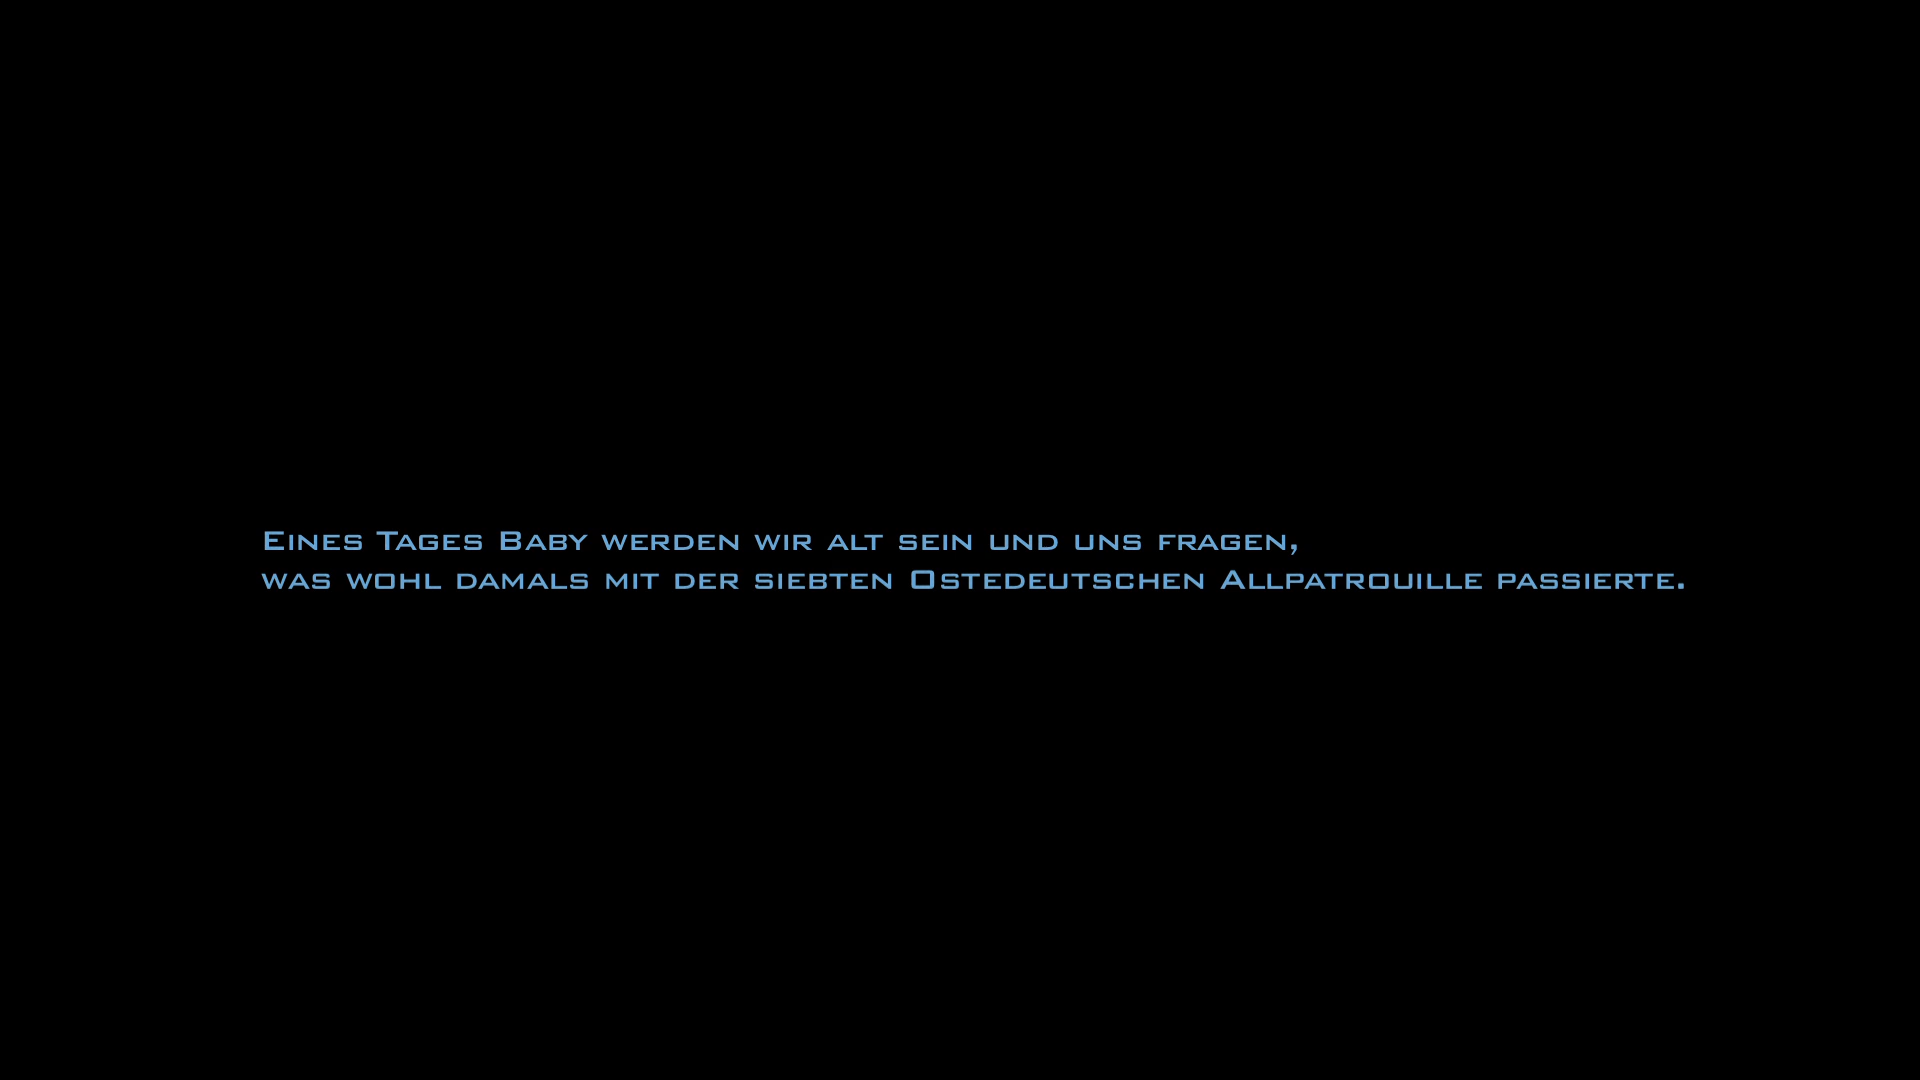 Eines Tages Baby werden wir alt sein und uns fragen,
was wohl damals mit der siebten Ostedeutschen Allpatrouille passierte.